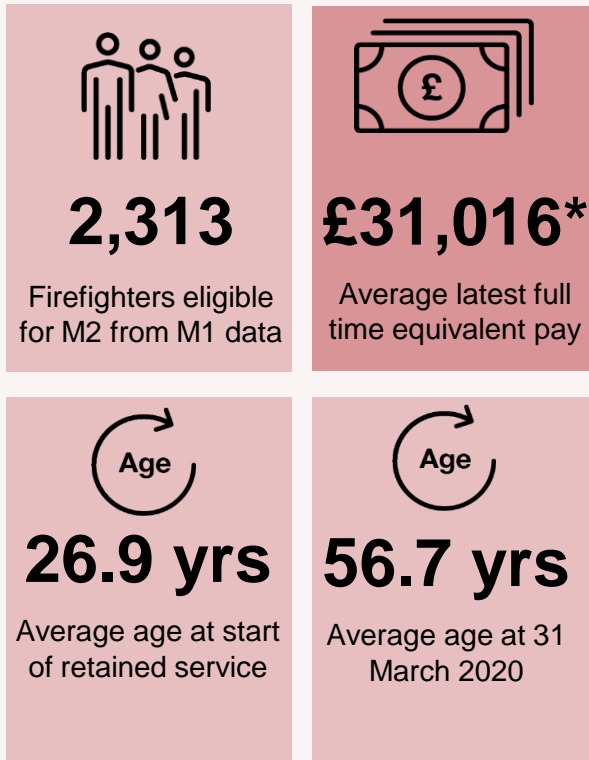 £
2,313
Firefighters eligible
for M2 from M1 data
£31,016*
Average latest full
time equivalent pay
Age
26.9 yrs
Average age at start
of retained service
Age
56.7 yrs
Average age at 31
March 2020